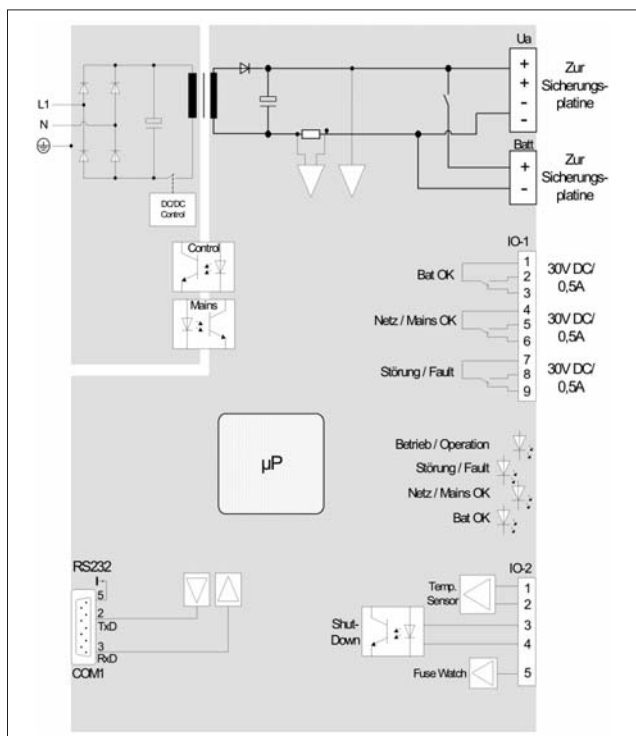 Ua
+
+
-
-
Zur
Sicherungs-
platine
L1
N
Batt
+
-
Zur
Sicherungs-
platine
DC/DC
Control
Control
Mains
IO-1
Bat OK
1
2
3
30V DC/
0,5A
Netz / Mains OK
4
5
6
30V DC/
0,5A
Störung / Fault
7
8
9
30V DC/
0,5A
µP
Betrieb / Operation
Störung / Fault
Netz / Mains OK
Bat OK
RS232
5
2
TxD
3
RxD
COM1
IO-2
Temp.
Sensor
1
2
Shut-
Down
3
4
Fuse Watch
5